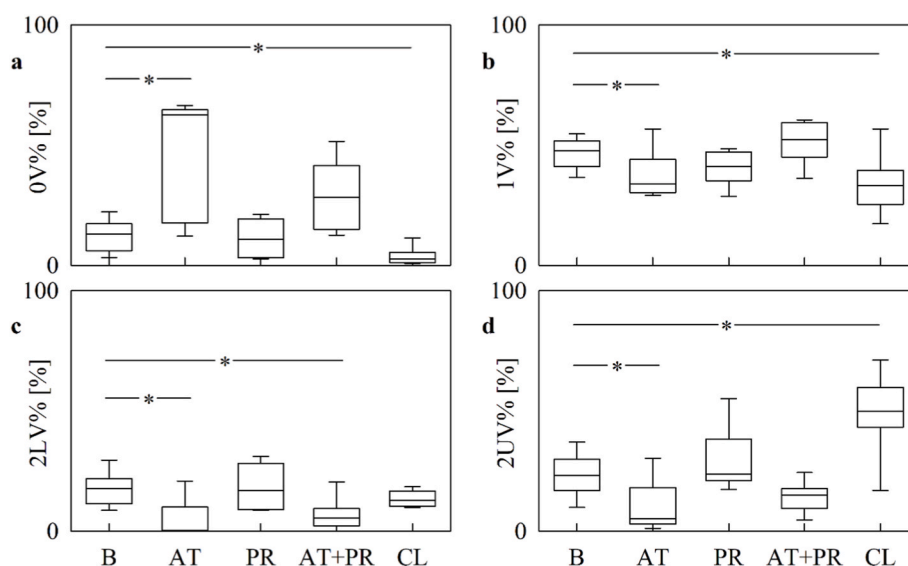 100
a
*
*
0V% [%]
0
100
b
*
*
1V% [%]
0
100
c
*
*
2LV% [%]
0
B AT PR AT+PR CL
100
d
*
*
2UV% [%]
0
B AT PR AT+PR CL